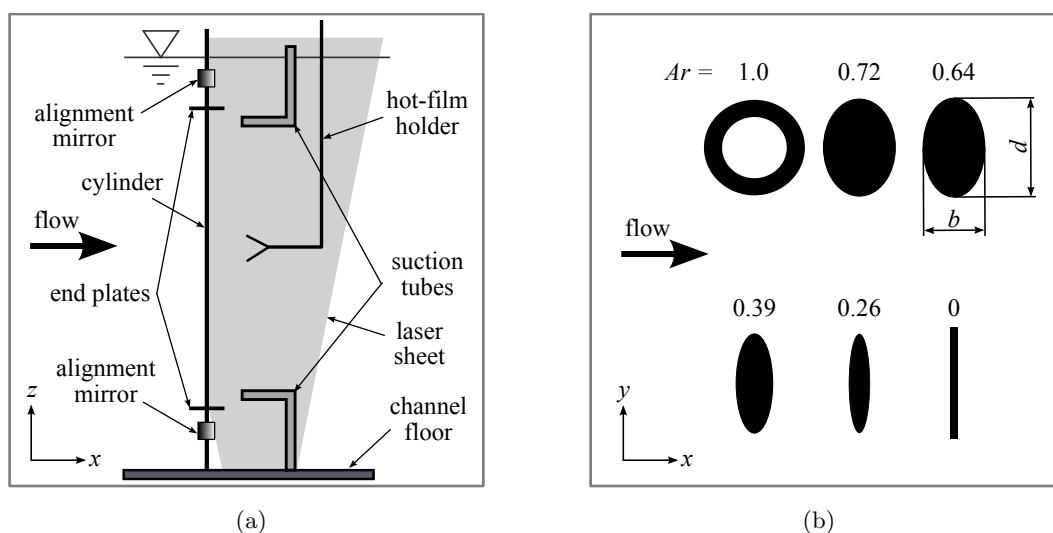 alignment
mirror
hot-film
holder
cylinder
flow
end plates
suction
tubes
laser
sheet
alignment
mirror
channel
floor
z
x
(a)
Ar = 1.0 0.72 0.64
d
b
flow
0.39 0.26 0
y
x
(b)